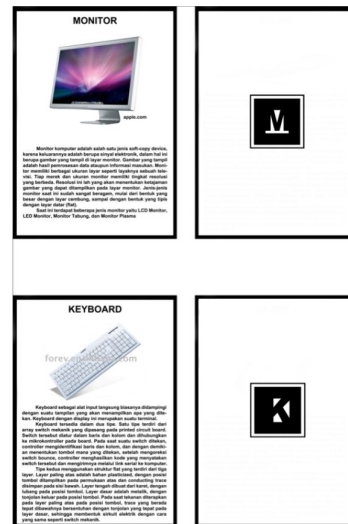 MONITOR
apple.com
Monitor komputer adalah salah satu jenis soft-copy device,
karena keluarannya adalah berupa sinyal elektronik, dalam hal ini
berupa gambar yang tampil di layar monitor. Gambar yang tampil
adalah hasil pemrosesan data ataupun informasi masukan. Moni-
tor memiliki berbagai ukuran layar seperti layaknya sebuah tele-
visi. Tiap merek dan ukuran monitor memiliki tingkat resolusi
yang berbeda. Resolusi ini lah yang akan menentukan ketajaman
gambar yang dapat ditampilkan pada layar monitor. Jenis-jenis
monitor saat ini sudah sangat beragam, mulai dari bentuk yang
besar dengan layar cembung, sampai dengan bentuk yang tipis
dengan layar datar (flat).
Saat ini terdapat beberapa jenis monitor yaitu LCD Monitor,
LED Monitor, Monitor Tabung, dan Monitor Plasma
M
KEYBOARD
Keyboard sebagai alat input langsung biasanya didampingi
dengan suatu tampilan yang akan menampilkan apa yang dite-
kan. Keyboard dengan display ini merupakan suatu terminal.
Keyboard tersedia dalam dua tipe. Satu tipe terdiri dari
array switch mekanik yang dipasang pada printed circuit board.
Switch tersebut diatur dalam baris dan kolom dan dihubungkan
ke mikrokontroller pada board. Pada saat suatu switch ditekan,
controller mengidentifikasi baris dan kolom, dan dengan demiki-
an menentukan tombol mana yang ditekan, setelah mengoreksi
switch bounce, controller menghasilkan kode yang menyatakan
switch tersebut dan mengirimnya melalui link serial ke komputer.
Tipe kedua menggunakan struktur flat yang terdiri dari tiga
layer. Layer paling atas adalah bahan plasticized, dengan posisi
tombol ditampilkan pada permukaan atas dan conducting trace
disimpan pada sisi bawah. Layer tengah dibuat dari karet, dengan
lubang pada posisi tombol. Layer dasar adalah metalik, dengan
tonjolan keluar pada posisi tombol. Pada saat tekanan diterapkan
pada layer paling atas pada posisi tombol, trace yang berada
tepat dibawahnya bersentuhan dengan tonjolan yang tepat pada
layar dasar, sehingga membentuk sirkuit elektrik dengan cara
yang sama seperti switch mekanik.
K